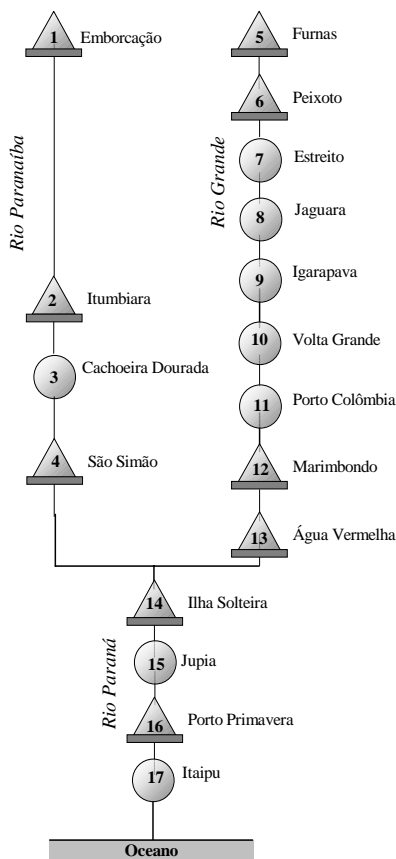 1 Emborcação
5 Furnas
6 Peixoto
Rio Paranaíba
Rio Grande
7 Estreito
8 Jaguara
9 Igarapava
2 Itumbiara
10 Volta Grande
3 Cachoeira Dourada
11 Porto Colômbia
4 São Simão
12 Marimbondo
13 Água Vermelha
14 Ilha Solteira
Rio Paraná
15 Jupia
16 Porto Primavera
17 Itaipu
Oceano